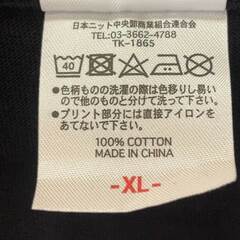 日本ニット中央卸商業組合連合会
TEL:03-3662-4788
TK-1865
40
●色柄ものの洗濯の際は色移りし易い
ので他のものと分けて洗って下さい。
●プリント部分には直接アイロンを
あてないで下さい。
100% COTTON
MADE IN CHINA
-XL-